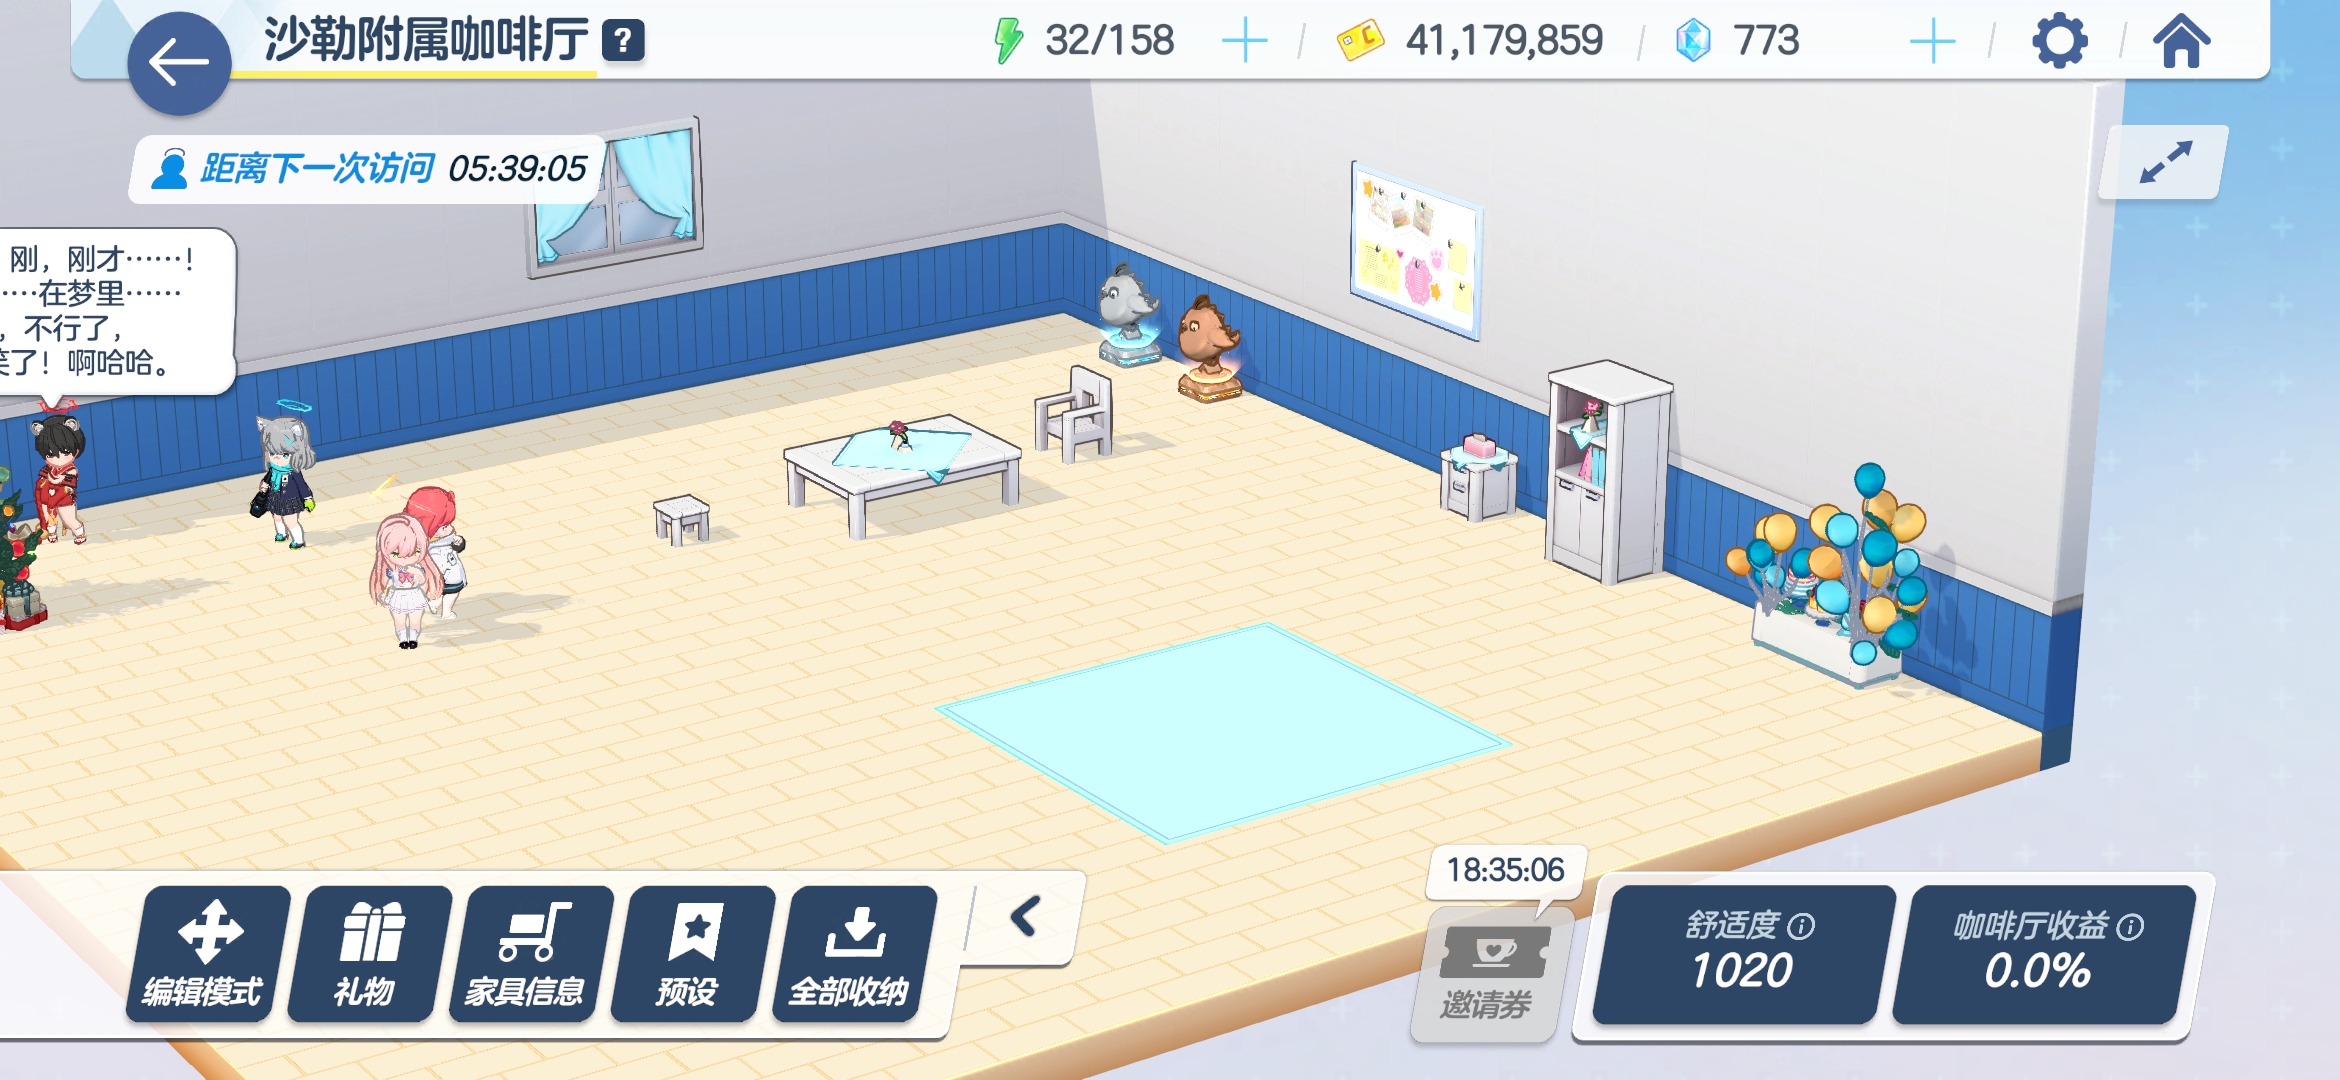 沙勒附属咖啡厅 ?
32/158
41,179,859
773
距离下一次访问 05:39:05
刚，刚才……！
……在梦里……
，不行了，
笑了！啊哈哈。
编辑模式
礼物
家具信息
预设
全部收纳
18:35:06
邀请券
舒适度
1020
咖啡厅收益
0.0%